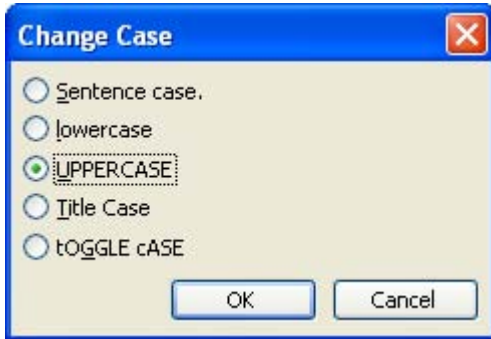 Change Case
Sentence case.
lowercase
UPPERCASE
Title Case
tOGGLE cASE
OK Cancel